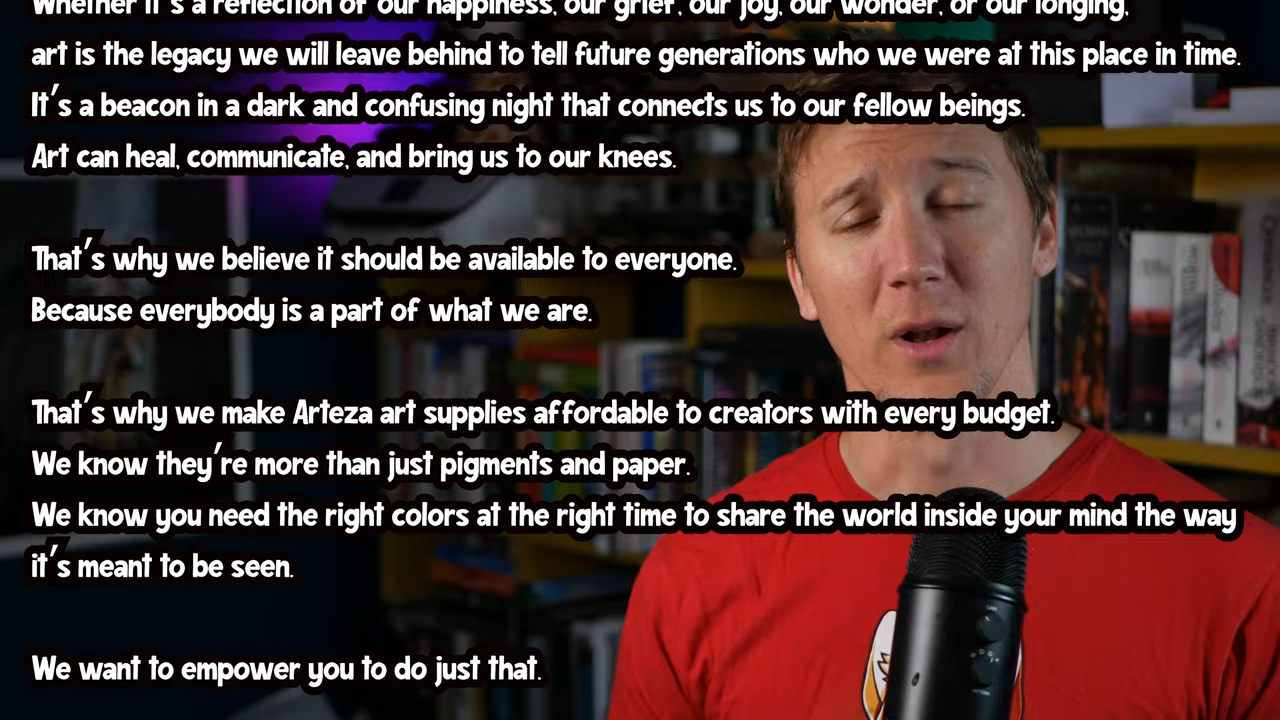 Whether it's a reflection of our happiness, our grief, our joy, our wonder, or our longing,
art is the legacy we will leave behind to tell future generations who we were at this place in time.
It's a beacon in a dark and confusing night that connects us to our fellow beings.
Art can heal, communicate, and bring us to our knees.
That's why we believe it should be available to everyone.
Because everybody is a part of what we are.
That's why we make Arteza art supplies affordable to creators with every budget.
We know they're more than just pigments and paper.
We know you need the right colors at the right time to share the world inside your mind the way
it's meant to be seen.
We want to empower you to do just that.